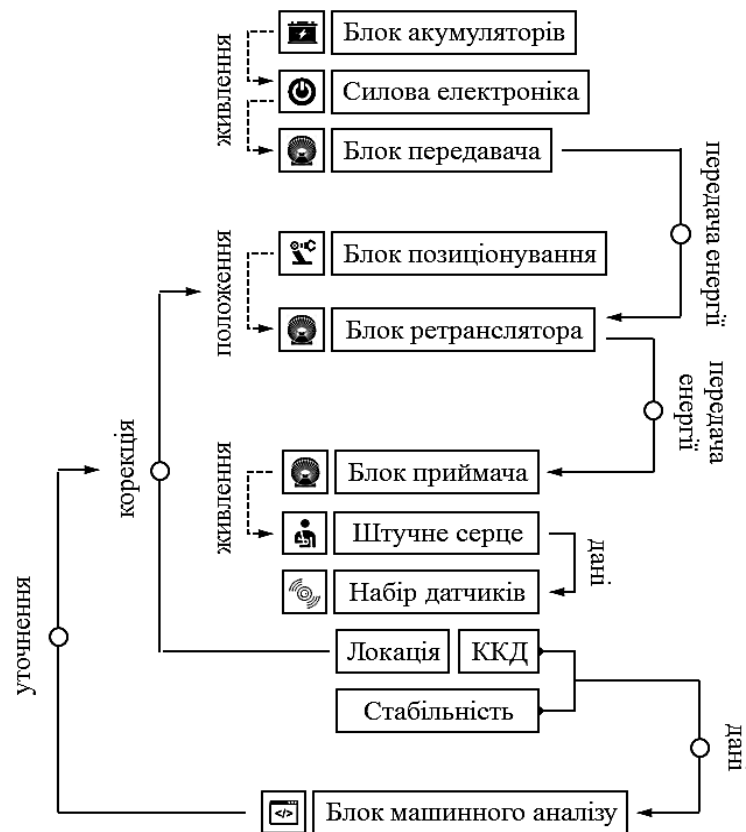 Блок акумуляторів
живлення
Силова електроніка
Блок передавача
передача енергії
Блок позиціонування
положення
Блок ретранслятора
передача
енергії
корекція
Блок приймача
живлення
Штучне серце
дані
Набір датчиків
уточнення
Локація
ККД
Стабільність
дані
</>
Блок машинного аналізу